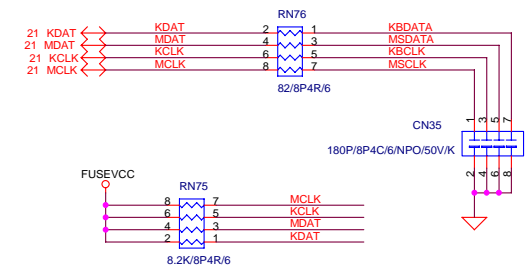 RN76
21 KDAT KDAT 2 1 KBDATA
21 MDAT MDAT 4 3 MSDATA
21 KCLK KCLK 6 5 KBCLK
21 MCLK MCLK 8 7 MSCLK
82/8P4R/6
1 3 5 7
CN35
180P/8P4C/6/NPO/50V/K
2 4 6 8
FUSEVCC
RN75
8 7 MCLK
6 5 KCLK
4 3 MDAT
2 1 KDAT
8.2K/8P4R/6